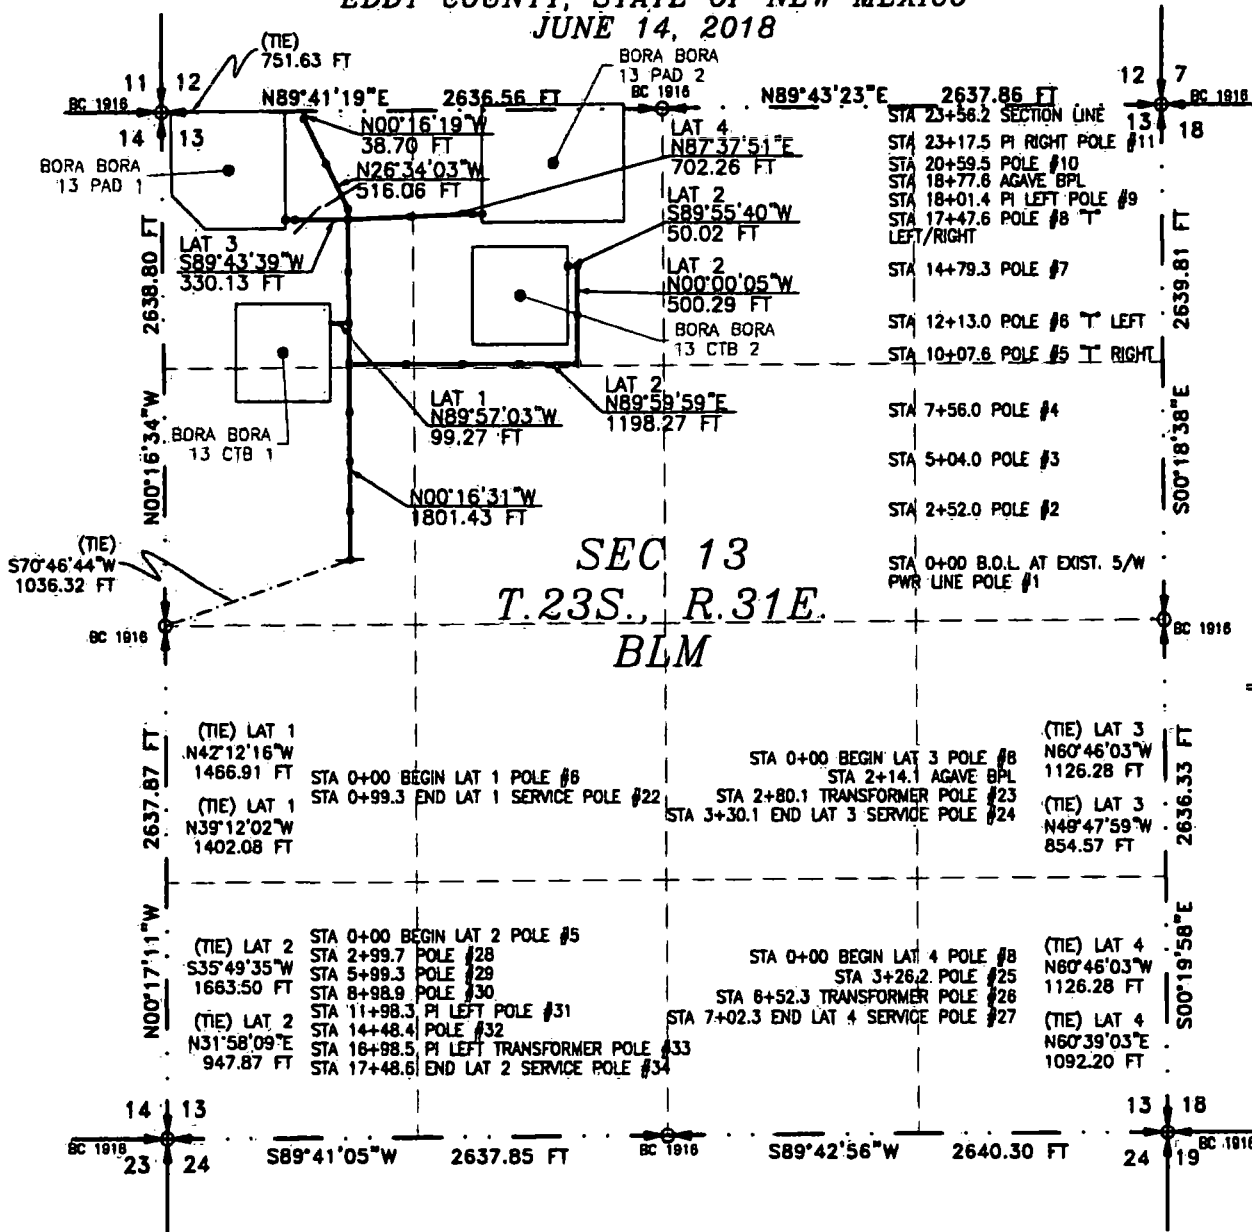 EDDY COUNTY, STATE OF NEW MEXICO
JUNE 14, 2018
(TIE)
751.63 FT
BORA BORA
13 PAD 2
11 12
14 13
BC 1916
N89°41'19"E 2636.56 FT
BC 1916
N89°43'23"E 2637.86 FT
12 7
13 18
BC 1916
N00°16'19"W
38.70 FT
N26°34'03"W
516.06 FT
LAT 4
N87°37'51"E
702.26 FT
LAT 2
S89°55'40"W
50.02 FT
LAT 2
N00°00'05"W
500.29 FT
BORA BORA
13 CTB 2
BORA BORA
13 PAD 1
LAT 3
S89°43'39"W
330.13 FT
STA 23+56.2 SECTION LINE
STA 23+17.5 PI RIGHT POLE #11
STA 20+59.5 POLE #10
STA 18+77.6 AGAVE BPL
STA 18+01.4 PI LEFT POLE #9
STA 17+47.6 POLE #8 "T"
LEFT/RIGHT
STA 14+79.3 POLE #7
STA 12+13.0 POLE #6 "T" LEFT
STA 10+07.6 POLE #5 "T" RIGHT
STA 7+56.0 POLE #4
STA 5+04.0 POLE #3
STA 2+52.0 POLE #2
STA 0+00 B.O.L. AT EXIST. 5/W
PWR LINE POLE #1
N00°16'34"W 2638.80 FT
S00°18'38"E 2639.81 FT
LAT 1
N89°57'03"W
99.27 FT
LAT 2
N89°59'59"E
1198.27 FT
BORA BORA
13 CTB 1
N00°16'31"W
1801.43 FT
(TIE)
S70°46'44"W
1036.32 FT
SEC 13
T.23S., R.31E.
BLM
BC 1916
BC 1916
N00°17'11"W 2637.87 FT
S00°19'58"E 2636.33 FT
(TIE) LAT 1
N42°12'16"W
1466.91 FT
(TIE) LAT 1
N39°12'02"W
1402.08 FT
STA 0+00 BEGIN LAT 1 POLE #6
STA 0+99.3 END LAT 1 SERVICE POLE #22
STA 0+00 BEGIN LAT 3 POLE #8
STA 2+14.1 AGAVE BPL
STA 2+80.1 TRANSFORMER POLE #23
STA 3+30.1 END LAT 3 SERVICE POLE #24
(TIE) LAT 3
N60°46'03"W
1126.28 FT
(TIE) LAT 3
N49°47'59"W
854.57 FT
(TIE) LAT 2
S35°49'35"W
1663.50 FT
(TIE) LAT 2
N31°58'09"E
947.87 FT
STA 0+00 BEGIN LAT 2 POLE #5
STA 2+99.7 POLE #28
STA 5+99.3 POLE #29
STA 8+98.9 POLE #30
STA 11+98.3 PI LEFT POLE #31
STA 14+48.4 POLE #32
STA 16+98.5 PI LEFT TRANSFORMER POLE #33
STA 17+48.6 END LAT 2 SERVICE POLE #34
STA 0+00 BEGIN LAT 4 POLE #8
STA 3+26.2 POLE #25
STA 6+52.3 TRANSFORMER POLE #26
STA 7+02.3 END LAT 4 SERVICE POLE #27
(TIE) LAT 4
N60°46'03"W
1126.28 FT
(TIE) LAT 4
N60°39'03"E
1092.20 FT
14 13
23 24
BC 1916
S89°41'05"W 2637.85 FT
BC 1916
S89°42'56"W 2640.30 FT
13 18
24 19
BC 1916